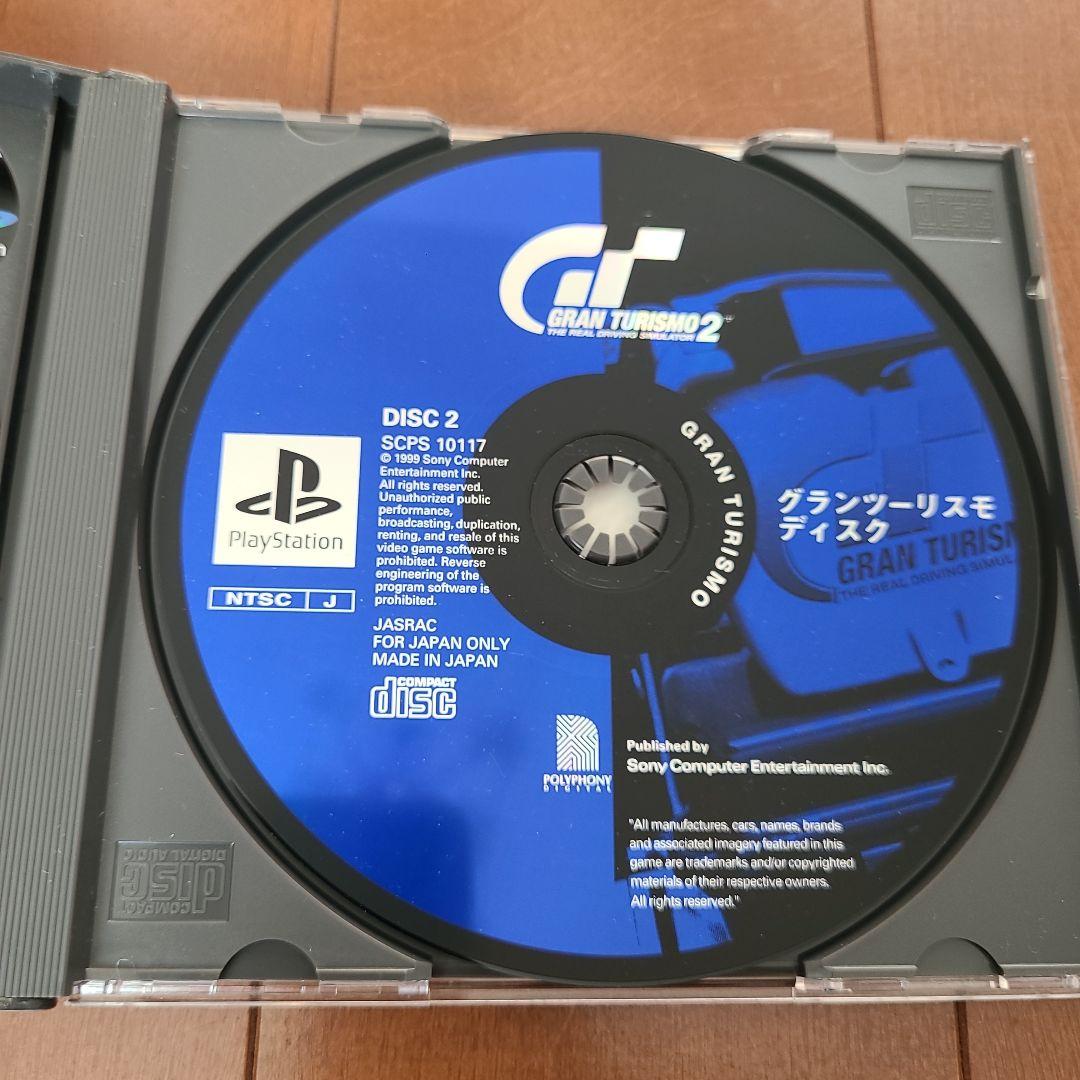 GRAN TURISMO 2
THE REAL DRIVING SIMULATOR
DISC 2
SCPS 10117
© 1999 Sony Computer
Entertainment Inc.
All rights reserved.
Unauthorized public
performance,
broadcasting, duplication,
renting, and resale of this
video game software is
prohibited. Reverse
engineering of the
program software is
prohibited.
JASRAC
FOR JAPAN ONLY
MADE IN JAPAN
COMPACT
disc
PlayStation
NTSC J
GRAN TURISMO
グランツーリスモ
ディスク
GRAN TURISM
THE REAL DRIVING SIMUL
POLYPHONY
DIGITAL
Published by
Sony Computer Entertainment Inc.
"All manufactures, cars, names, brands
and associated imagery featured in this
game are trademarks and/or copyrighted
materials of their respective owners.
All rights reserved."
disc
COMPACT
disc
DIGITAL AUDIO